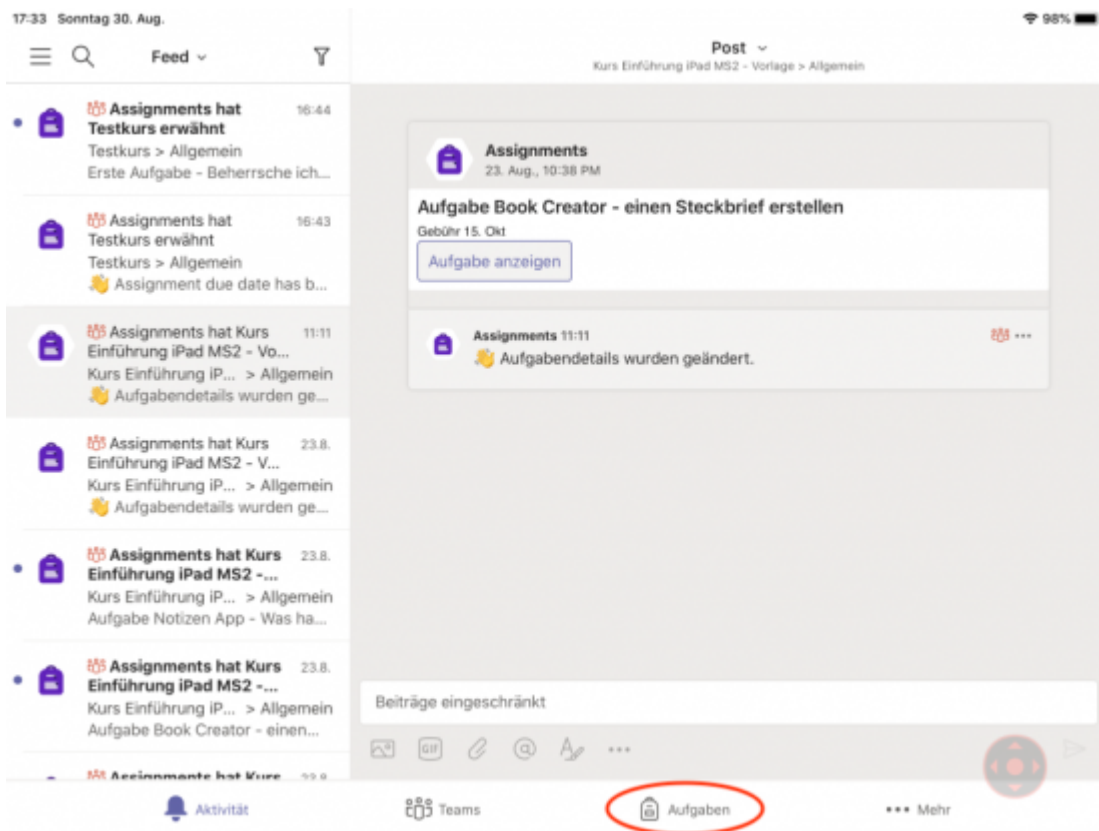 17:33 Sonntag 30. Aug.
98%
Feed
Assignments hat 16:44
Testkurs erwähnt
Testkurs > Allgemein
Erste Aufgabe - Beherrsche ich...
Assignments hat 16:43
Testkurs erwähnt
Testkurs > Allgemein
👋 Assignment due date has b...
Assignments hat Kurs 11:11
Einführung iPad MS2 - Vo...
Kurs Einführung iP... > Allgemein
👋 Aufgabendetails wurden ge...
Assignments hat Kurs 23.8.
Einführung iPad MS2 - V...
Kurs Einführung iP... > Allgemein
👋 Aufgabendetails wurden ge...
Assignments hat Kurs 23.8.
Einführung iPad MS2 -...
Kurs Einführung iP... > Allgemein
Aufgabe Notizen App - Was ha...
Assignments hat Kurs 23.8.
Einführung iPad MS2 -...
Kurs Einführung iP... > Allgemein
Aufgabe Book Creator - einen...
Assignments hat Kurs 23.8.
Post
Kurs Einführung iPad MS2 - Vorlage > Allgemein
Assignments
23. Aug., 10:38 PM
Aufgabe Book Creator - einen Steckbrief erstellen
Gebühr 15. Okt
Aufgabe anzeigen
Assignments 11:11
👋 Aufgabendetails wurden geändert.
Beiträge eingeschränkt
GIF
Aktivität
Teams
Aufgaben
Mehr